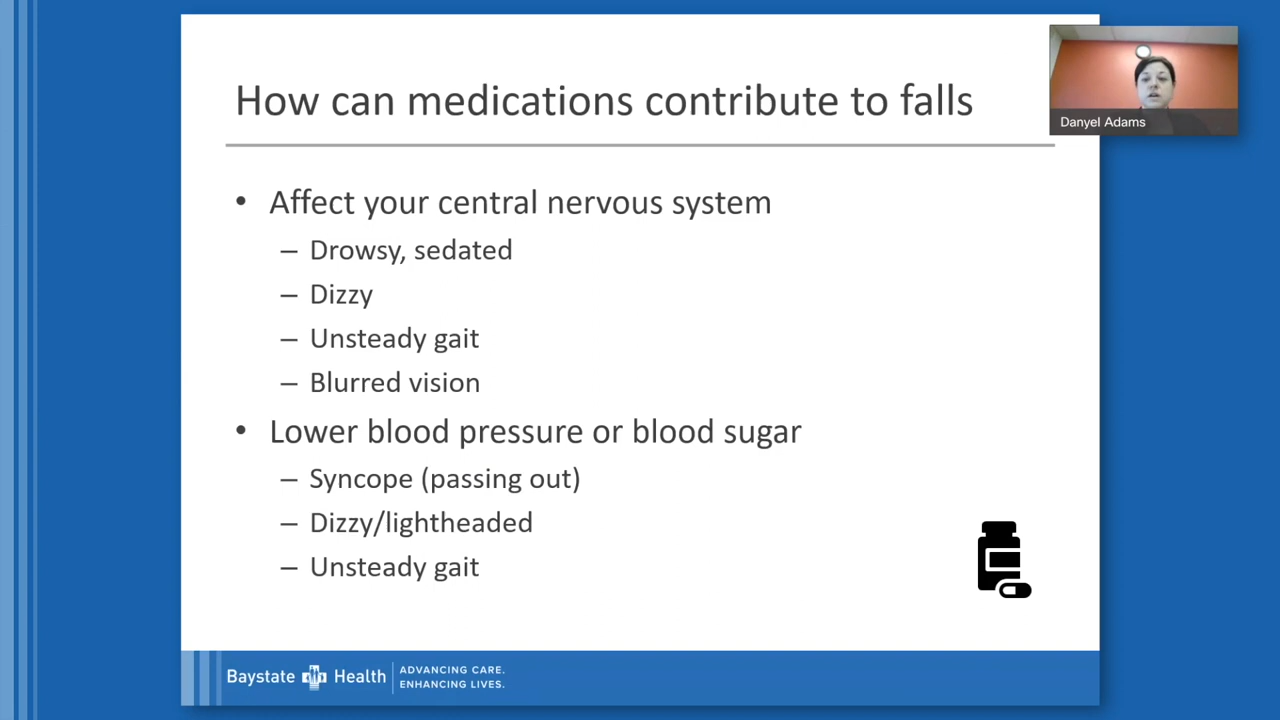 How can medications contribute to falls
Danyel Adams
• Affect your central nervous system
– Drowsy, sedated
– Dizzy
– Unsteady gait
– Blurred vision
• Lower blood pressure or blood sugar
– Syncope (passing out)
– Dizzy/lightheaded
– Unsteady gait
Baystate Health
ADVANCING CARE.
ENHANCING LIVES.